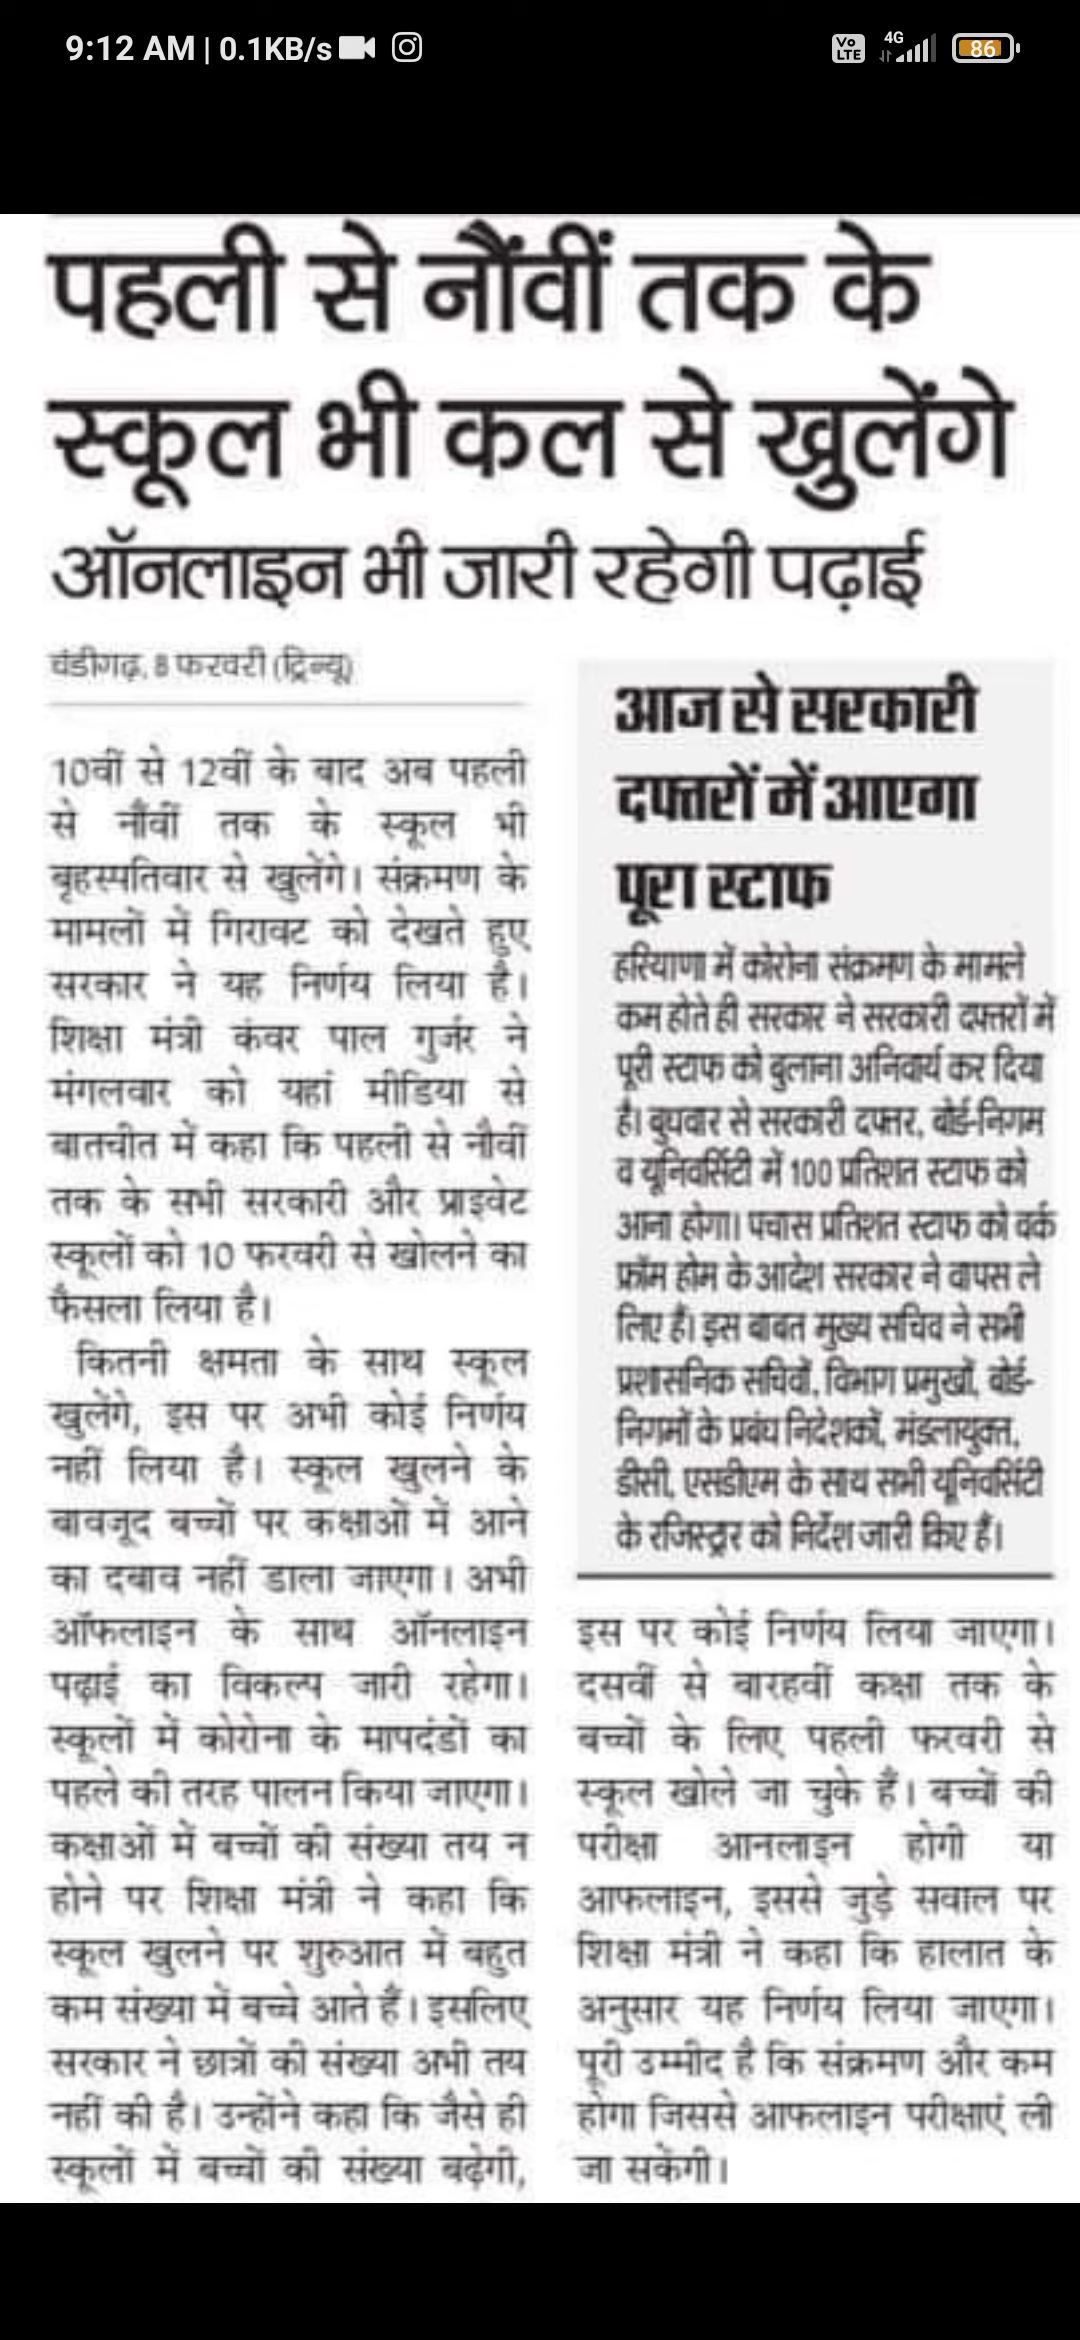 9:12 AM | 0.1KB/s
Vo LTE 4G 86
पहली से नौंवीं तक के
स्कूल भी कल से खुलेंगे
ऑनलाइन भी जारी रहेगी पढ़ाई
चंडीगढ़, 8 फरवरी (ट्रिन्यू)
10वीं से 12वीं के बाद अब पहली
से नौंवीं तक के स्कूल भी
बृहस्पतिवार से खुलेंगे। संक्रमण के
मामलों में गिरावट को देखते हुए
सरकार ने यह निर्णय लिया है।
शिक्षा मंत्री कंवर पाल गुर्जर ने
मंगलवार को यहां मीडिया से
बातचीत में कहा कि पहली से नौवीं
तक के सभी सरकारी और प्राइवेट
स्कूलों को 10 फरवरी से खोलने का
फैसला लिया है।
कितनी क्षमता के साथ स्कूल
खुलेंगे, इस पर अभी कोई निर्णय
नहीं लिया है। स्कूल खुलने के
बावजूद बच्चों पर कक्षाओं में आने
का दबाव नहीं डाला जाएगा। अभी
ऑफलाइन के साथ ऑनलाइन
पढ़ाई का विकल्प जारी रहेगा।
स्कूलों में कोरोना के मापदंडों का
पहले की तरह पालन किया जाएगा।
कक्षाओं में बच्चों की संख्या तय न
होने पर शिक्षा मंत्री ने कहा कि
स्कूल खुलने पर शुरुआत में बहुत
कम संख्या में बच्चे आते हैं। इसलिए
सरकार ने छात्रों की संख्या अभी तय
नहीं की है। उन्होंने कहा कि जैसे ही
स्कूलों में बच्चों की संख्या बढ़ेगी,
आज से सरकारी
दफ्तरों में आएगा
पूरा स्टाफ
हरियाणा में कोरोना संक्रमण के मामले
कम होते ही सरकार ने सरकारी दफ्तरों में
पूरी स्टाफ को बुलाना अनिवार्य कर दिया
है। बुधवार से सरकारी दफ्तर, बोर्ड-निगम
व यूनिवर्सिटी में 100 प्रतिशत स्टाफ को
आना होगा। पचास प्रतिशत स्टाफ को वर्क
फ्रॉम होम के आदेश सरकार ने वापस ले
लिए हैं। इस बाबत मुख्य सचिव ने सभी
प्रशासनिक सचिवों, विभाग प्रमुखों, बोर्ड-
निगमों के प्रबंध निदेशकों, मंडलायुक्त,
डीसी, एसडीएम के साथ सभी यूनिवर्सिटी
के रजिस्ट्रर को निर्देश जारी किए हैं।
इस पर कोई निर्णय लिया जाएगा।
दसवीं से बारहवीं कक्षा तक के
बच्चों के लिए पहली फरवरी से
स्कूल खोले जा चुके हैं। बच्चों की
परीक्षा आनलाइन होगी या
आफलाइन, इससे जुड़े सवाल पर
शिक्षा मंत्री ने कहा कि हालात के
अनुसार यह निर्णय लिया जाएगा।
पूरी उम्मीद है कि संक्रमण और कम
होगा जिससे आफलाइन परीक्षाएं ली
जा सकेंगी।